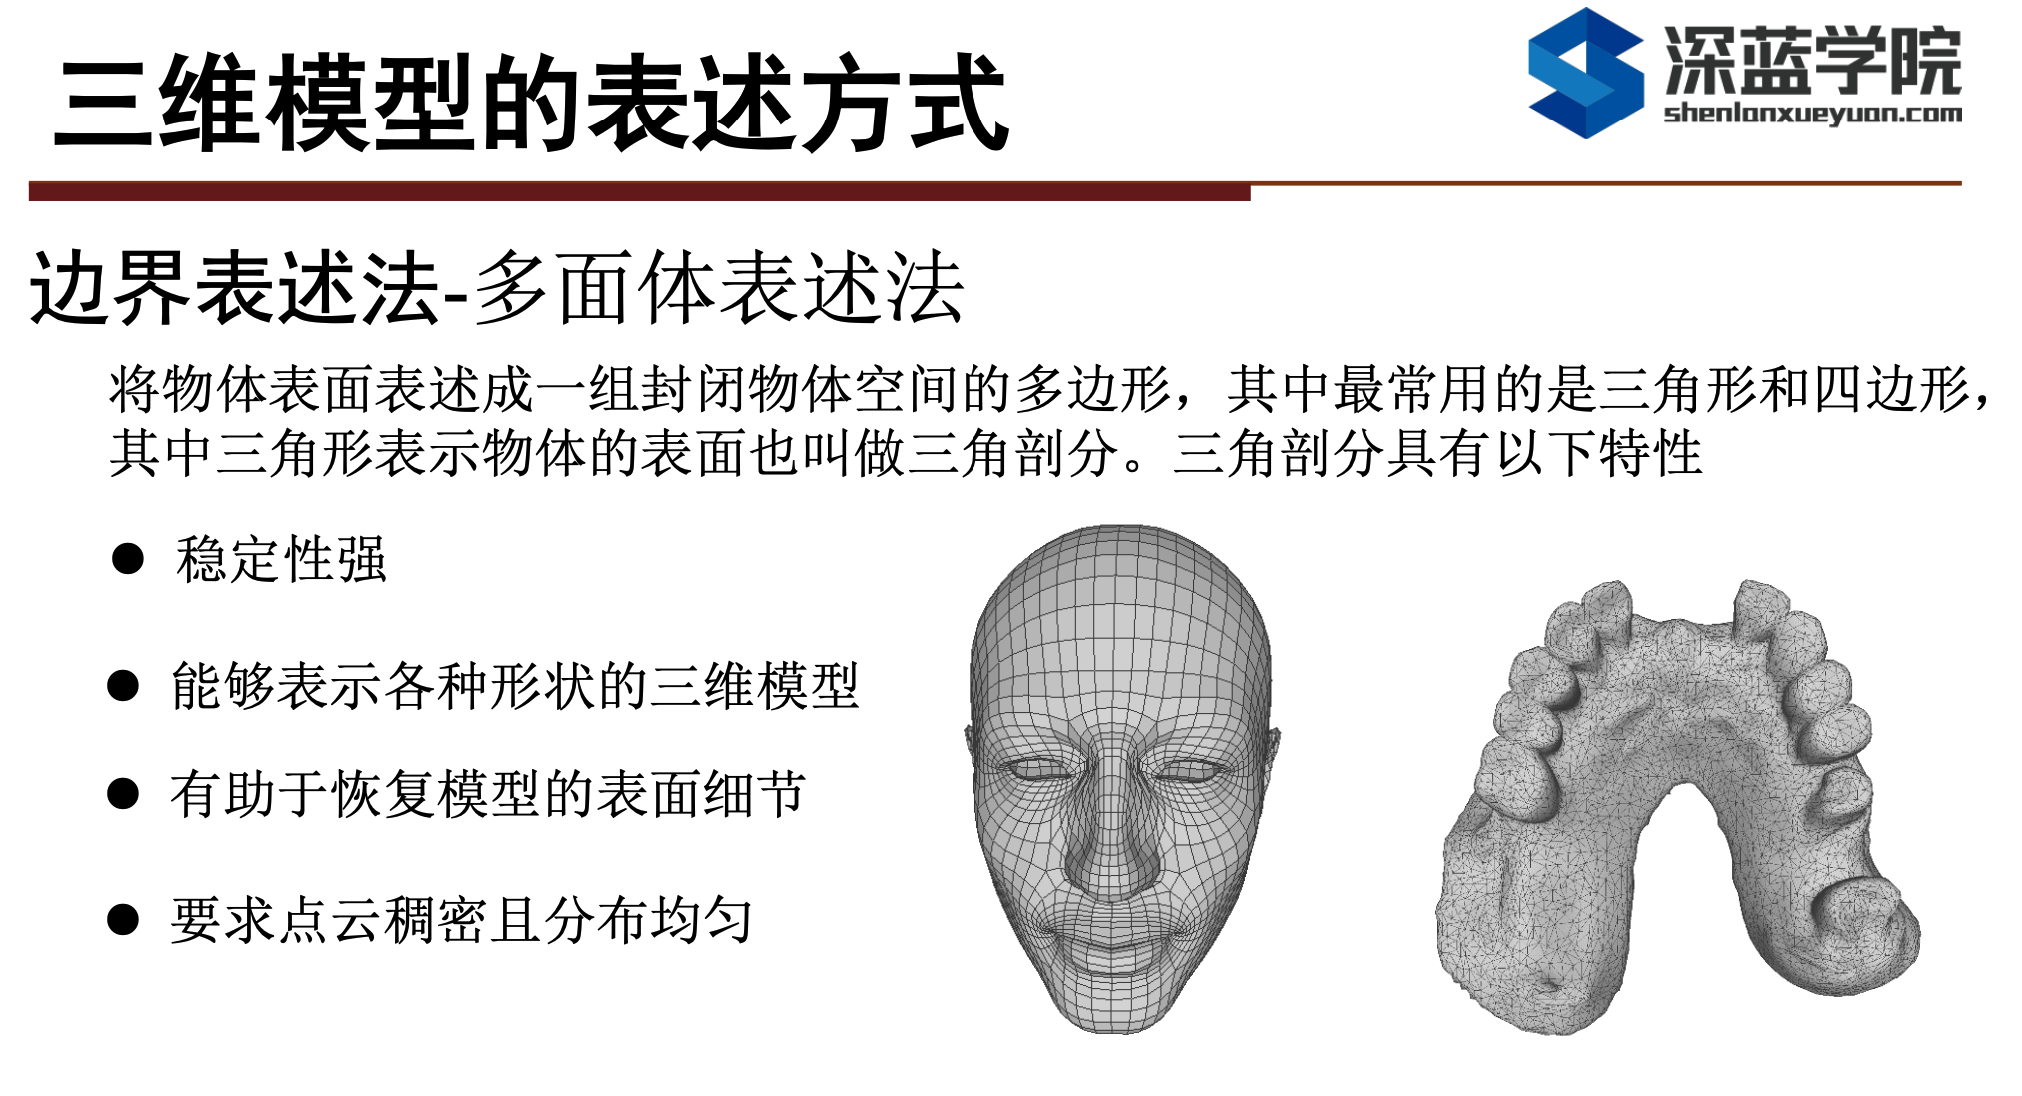 三维模型的表述方式
深蓝学院
shenlanxueyuan.com
边界表述法-多面体表述法
将物体表面表述成一组封闭物体空间的多边形，其中最常用的是三角形和四边形，
其中三角形表示物体的表面也叫做三角剖分。三角剖分具有以下特性
● 稳定性强
● 能够表示各种形状的三维模型
● 有助于恢复模型的表面细节
● 要求点云稠密且分布均匀